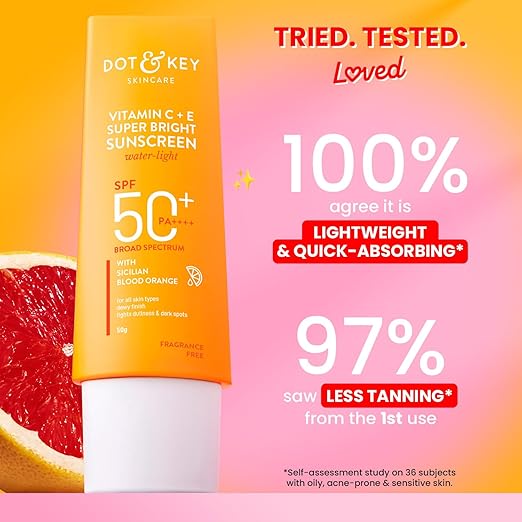 DOT & KEY
SKINCARE
VITAMIN C + E
SUPER BRIGHT
SUNSCREEN
water-light
SPF
50+
PA++++
BROAD SPECTRUM
WITH
SICILIAN
BLOOD ORANGE
for all skin types
dewy finish
fights dullness & dark spots
50g
FRAGRANCE
FREE
TRIED. TESTED.
Loved
100%
agree it is
LIGHTWEIGHT
& QUICK-ABSORBING*
97%
saw LESS TANNING*
from the 1st use
*Self-assessment study on 36 subjects
with oily, acne-prone & sensitive skin.